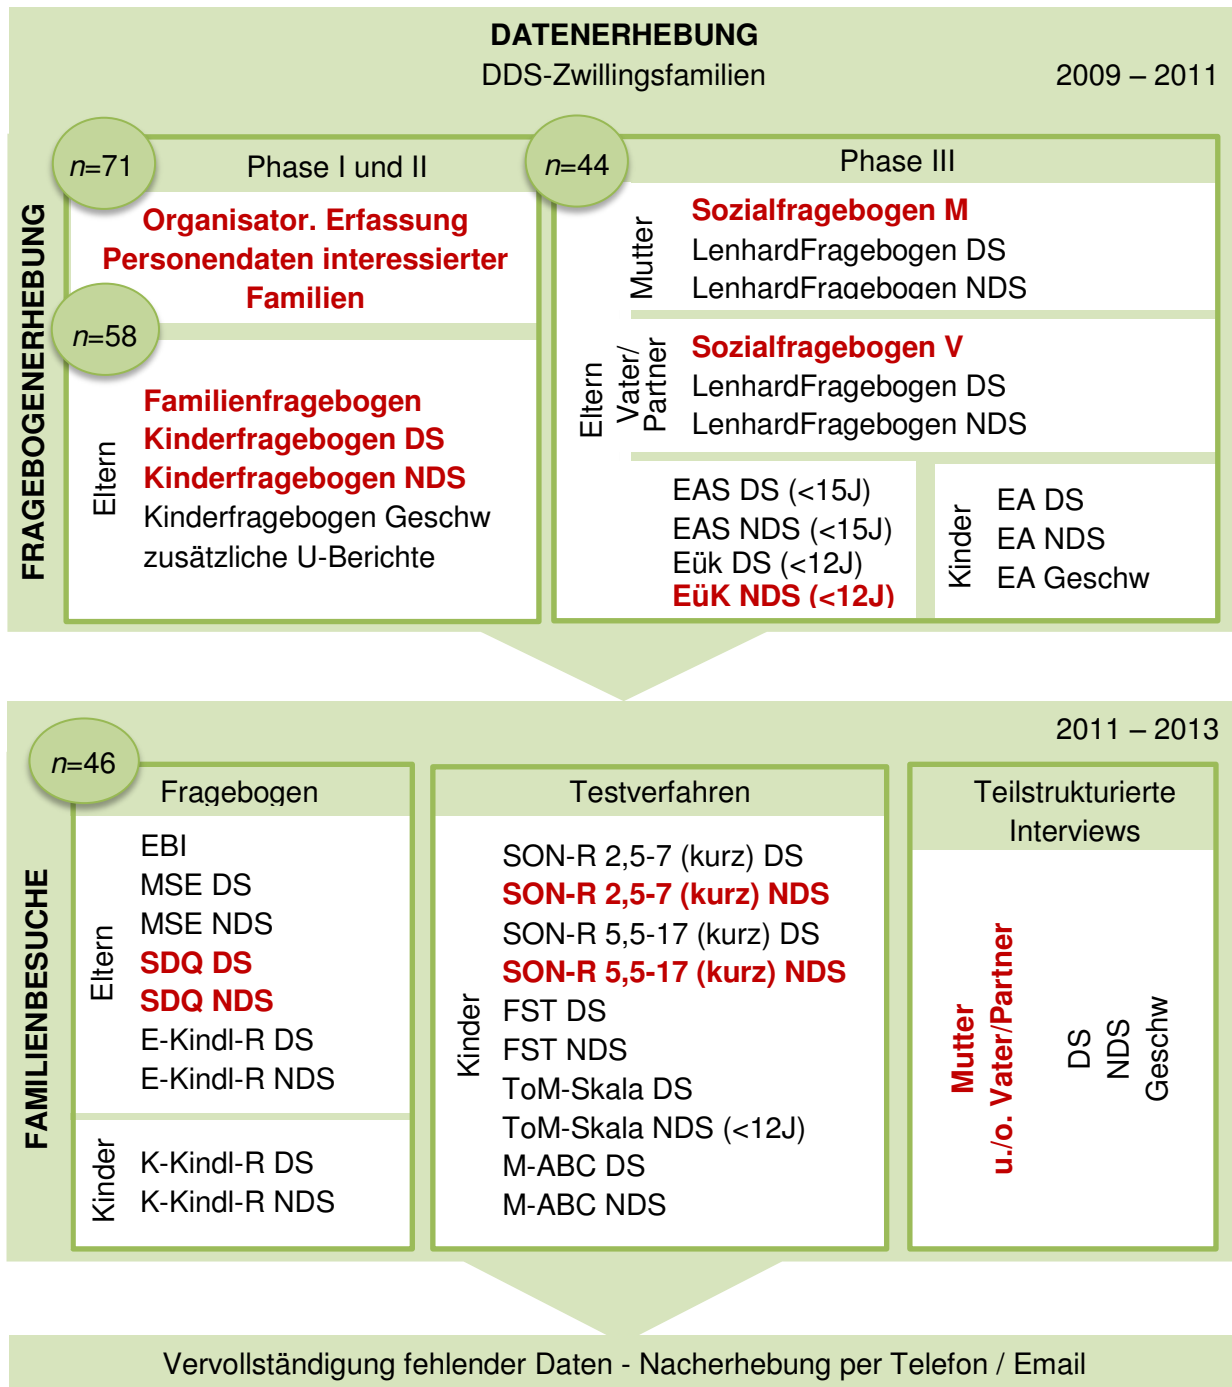 DATENERHEBUNG
DDS-Zwillingsfamilien
2009 – 2011
FRAGEBOGENERHEBUNG
n=71
Phase I und II
Organisator. Erfassung
Personendaten interessierter
Familien
n=58
Eltern
Familienfragebogen
Kinderfragebogen DS
Kinderfragebogen NDS
Kinderfragebogen Geschw
zusätzliche U-Berichte
n=44
Phase III
Eltern
Mutter
Sozialfragebogen M
LenhardFragebogen DS
LenhardFragebogen NDS
Vater/
Partner
Sozialfragebogen V
LenhardFragebogen DS
LenhardFragebogen NDS
EAS DS (<15J)
EAS NDS (<15J)
Eük DS (<12J)
EüK NDS (<12J)
Kinder
EA DS
EA NDS
EA Geschw
2011 – 2013
FAMILIENBESUCHE
n=46
Fragebogen
Eltern
EBI
MSE DS
MSE NDS
SDQ DS
SDQ NDS
E-Kindl-R DS
E-Kindl-R NDS
Kinder
K-Kindl-R DS
K-Kindl-R NDS
Testverfahren
Kinder
SON-R 2,5-7 (kurz) DS
SON-R 2,5-7 (kurz) NDS
SON-R 5,5-17 (kurz) DS
SON-R 5,5-17 (kurz) NDS
FST DS
FST NDS
ToM-Skala DS
ToM-Skala NDS (<12J)
M-ABC DS
M-ABC NDS
Teilstrukturierte
Interviews
Mutter
u./o. Vater/Partner
DS
NDS
Geschw
Vervollständigung fehlender Daten - Nacherhebung per Telefon / Email